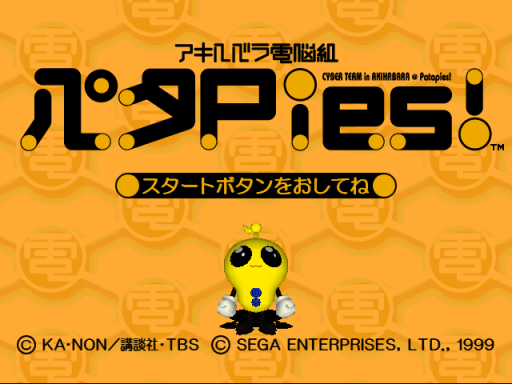 アキハバラ電脳組
CYBER TEAM in AKIHABARA @ Patapies!
パタPies!
TM
スタートボタンをおしてね
© KA・NON／講談社・TBS © SEGA ENTERPRISES, LTD., 1999
電